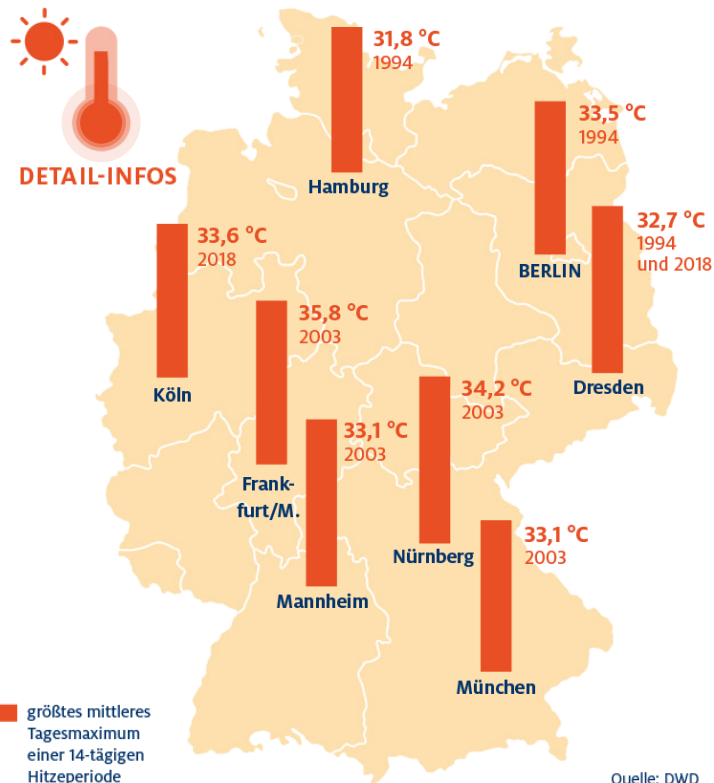 31,8 °C
1994
Hamburg
33,5 °C
1994
BERLIN
DETAIL-INFOS
32,7 °C
1994
und 2018
Dresden
33,6 °C
2018
Köln
35,8 °C
2003
Frank-
furt/M.
34,2 °C
2003
Nürnberg
33,1 °C
2003
Mannheim
33,1 °C
2003
München
größtes mittleres
Tagesmaximum
einer 14-tägigen
Hitzeperiode
Quelle: DWD